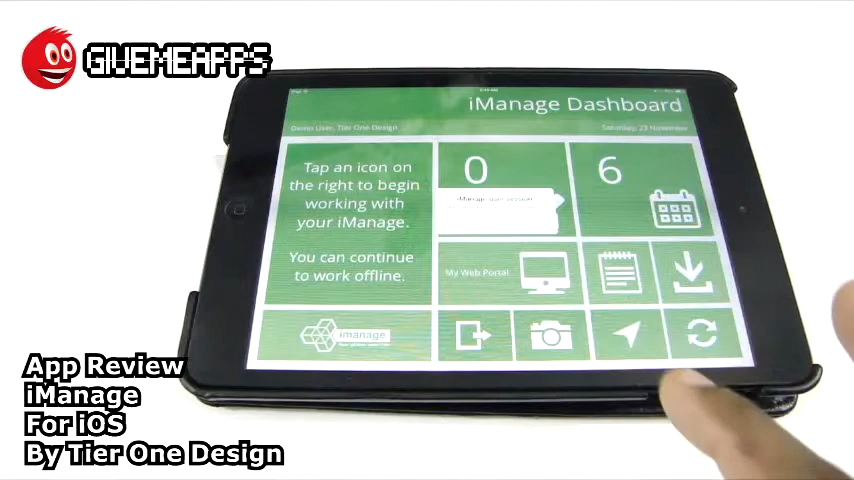 GIVEMEAPPS
iManage Dashboard
Demo User, Tier One Design
Saturday, 23 November
Tap an icon on
the right to begin
working with
your iManage.
You can continue
to work offline.
0
6
My Web Portal
imanage
App Review
iManage
For iOS
By Tier One Design